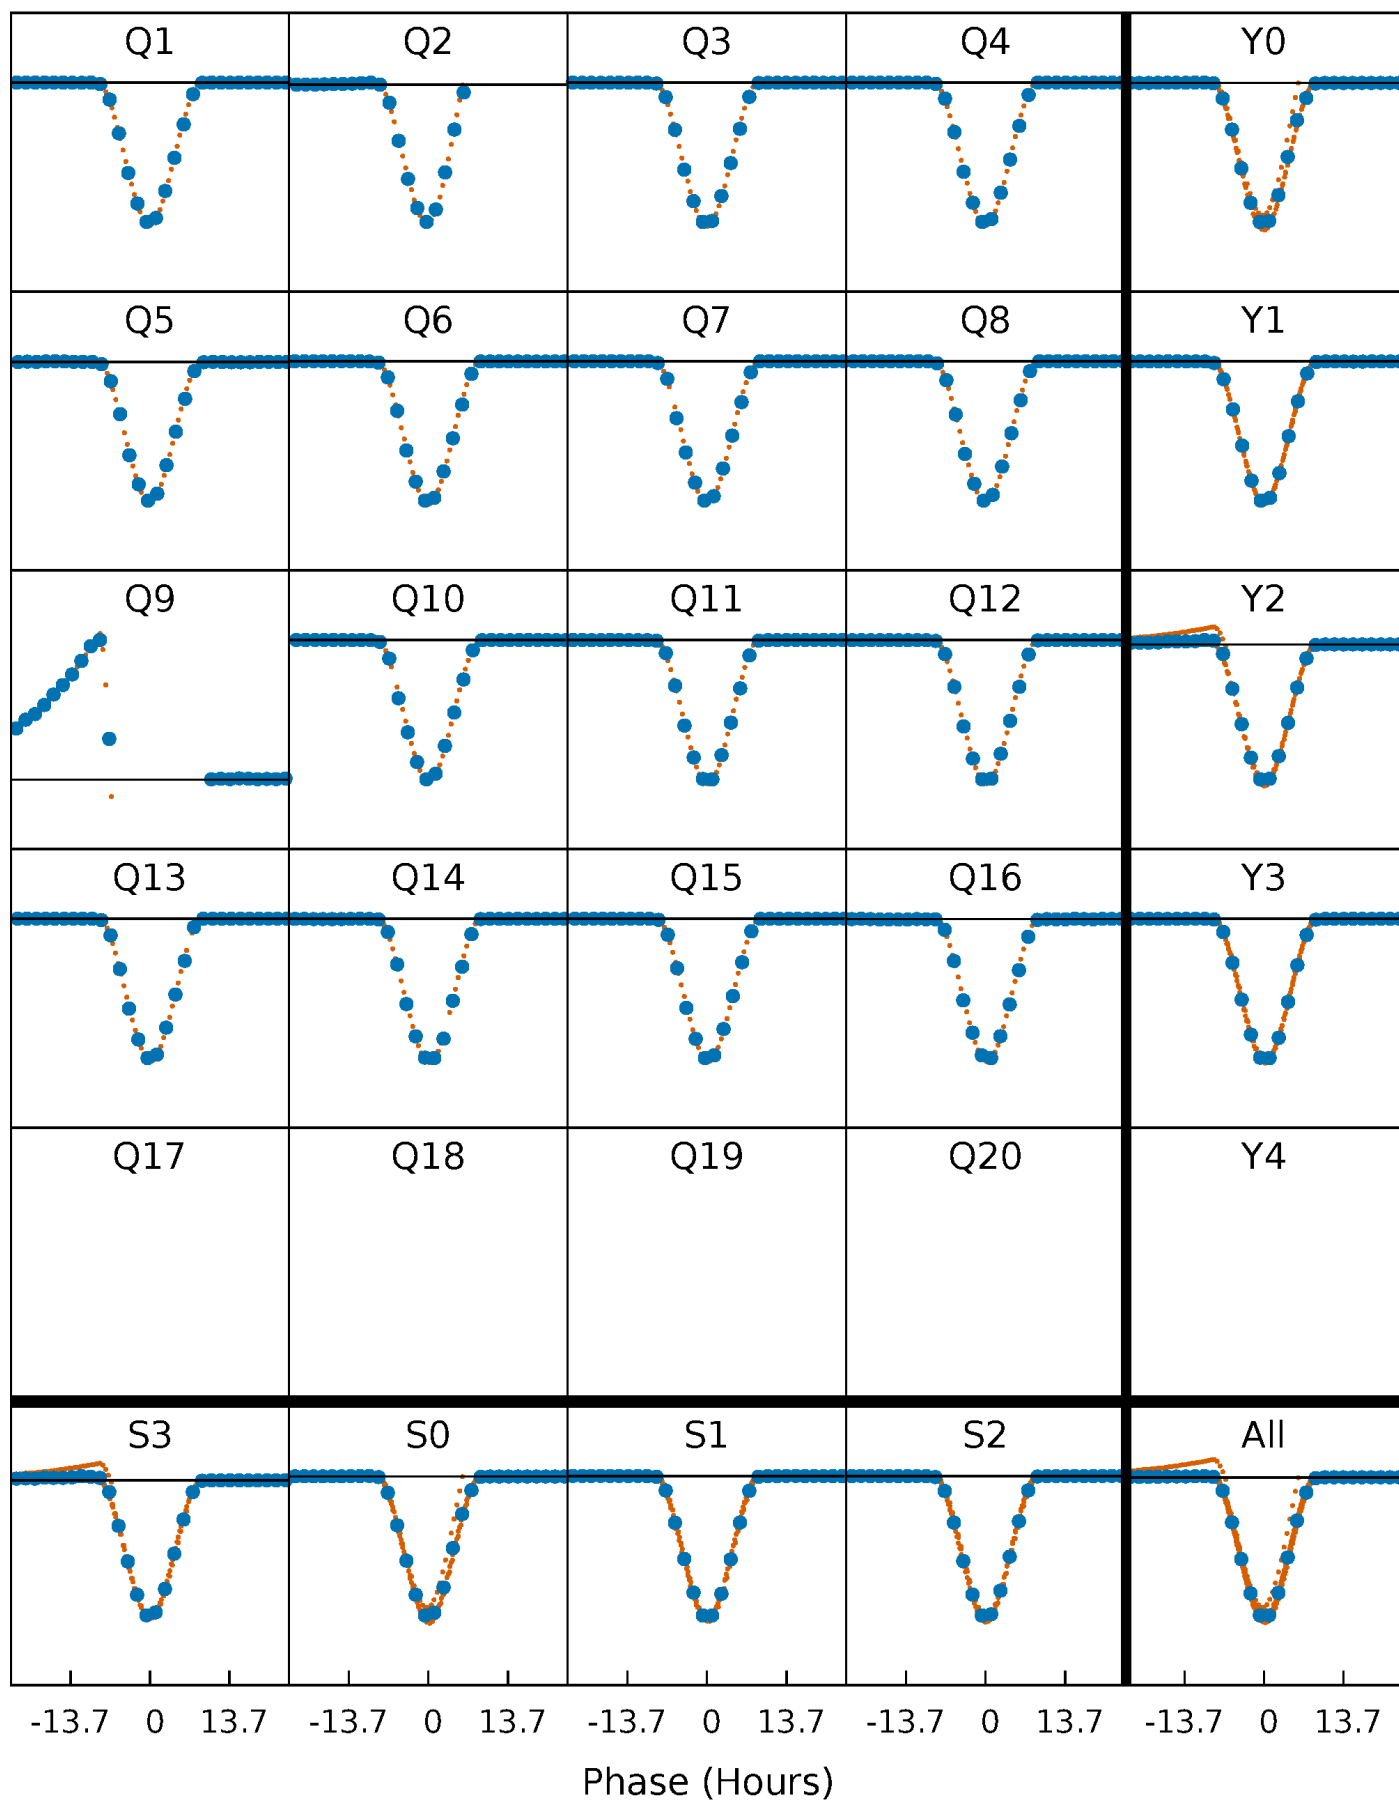 Q1 Q2 Q3 Q4 Y0
Q5 Q6 Q7 Q8 Y1
Q9 Q10 Q11 Q12 Y2
Q13 Q14 Q15 Q16 Y3
Q17 Q18 Q19 Q20 Y4
S3 S0 S1 S2 All
-13.7 0 13.7 -13.7 0 13.7 -13.7 0 13.7 -13.7 0 13.7 -13.7 0 13.7
Phase (Hours)